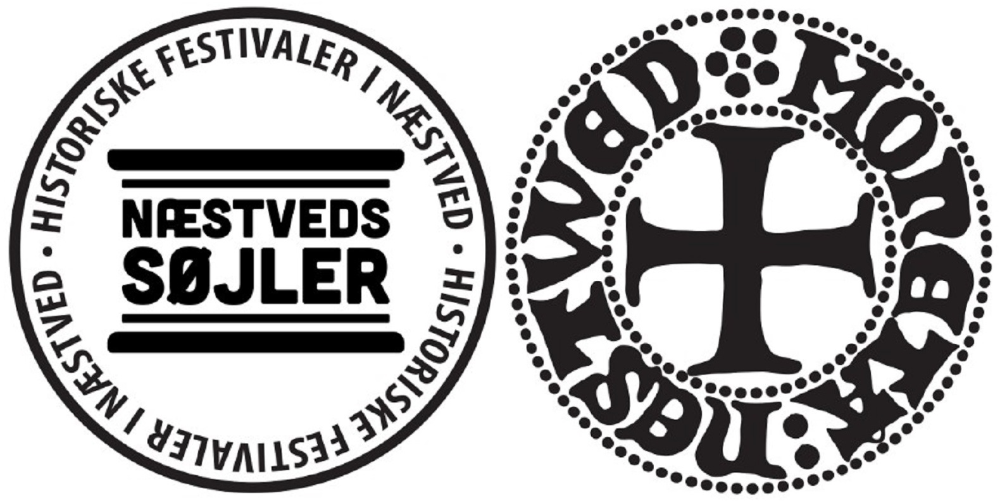 HISTORISKE FESTIVALER I NÆSTVED · HISTORISKE FESTIVALER I NÆSTVED ·
NÆSTVEDS
SØJLER
MONETA : NESTWED